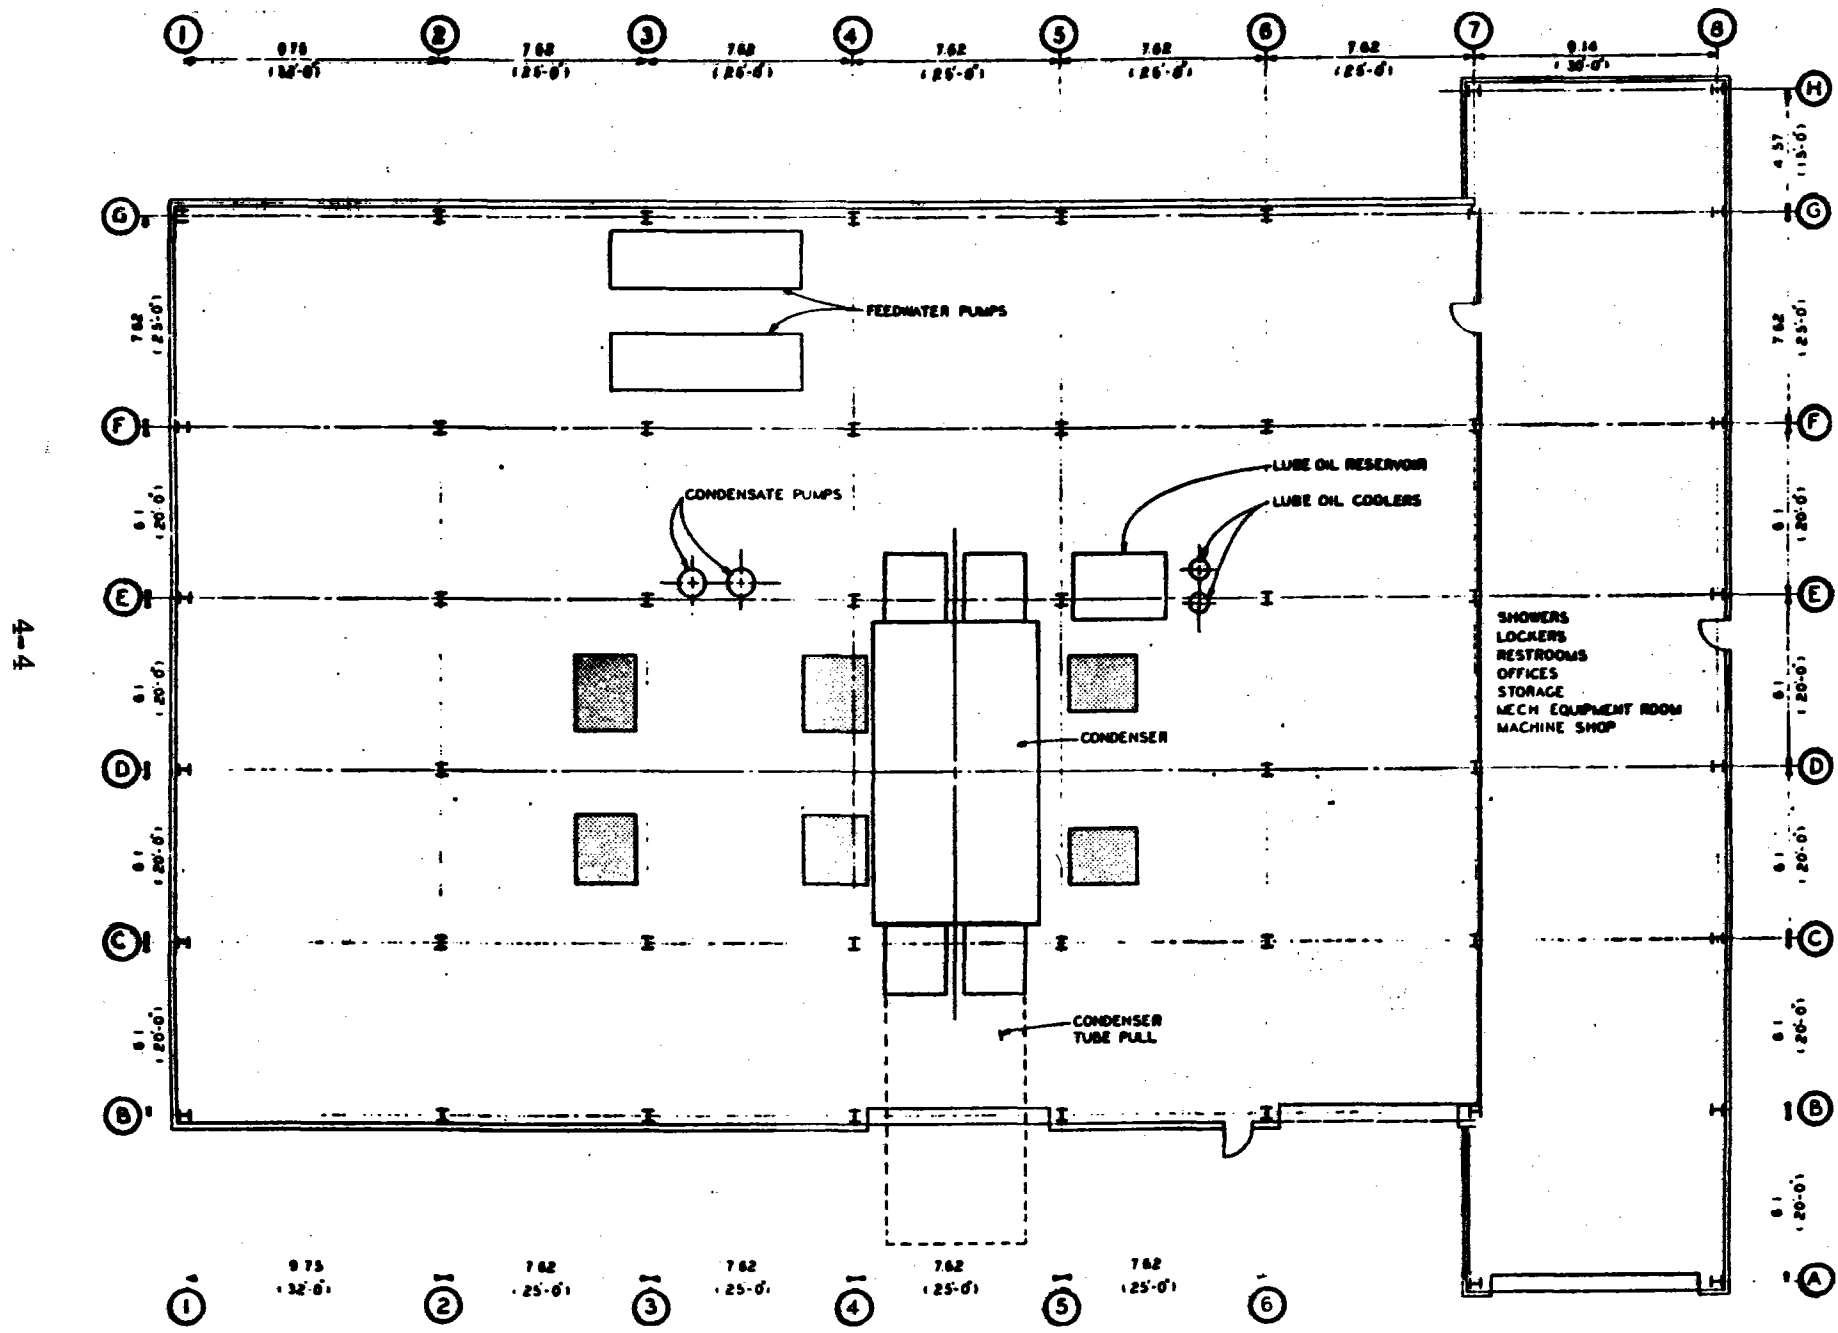 1 2 3 4 5 6 7 8
9.75 7.62 7.62 7.62 7.62 7.62 9.14
(32'-0") (25'-0") (25'-0") (25'-0") (25'-0") (25'-0") (30'-0")
H
4.57
(15'-0")
G G
7.62 7.62
(25'-0") (25'-0")
FEEDWATER PUMPS
F F
6.1 6.1
(20'-0") (20'-0")
LUBE OIL RESERVOIR
CONDENSATE PUMPS
LUBE OIL COOLERS
E E
SHOWERS
LOCKERS
RESTROOMS
OFFICES
STORAGE
MECH EQUIPMENT ROOM
MACHINE SHOP
4-4
6.1 6.1
(20'-0") (20'-0")
CONDENSER
D D
6.1 6.1
(20'-0") (20'-0")
C C
6.1 6.1
(20'-0") (20'-0")
CONDENSER
TUBE PULL
B B
6.1
(20'-0")
9.75 7.62 7.62 7.62 7.62
(32'-0") (25'-0") (25'-0") (25'-0") (25'-0")
A
1 2 3 4 5 6